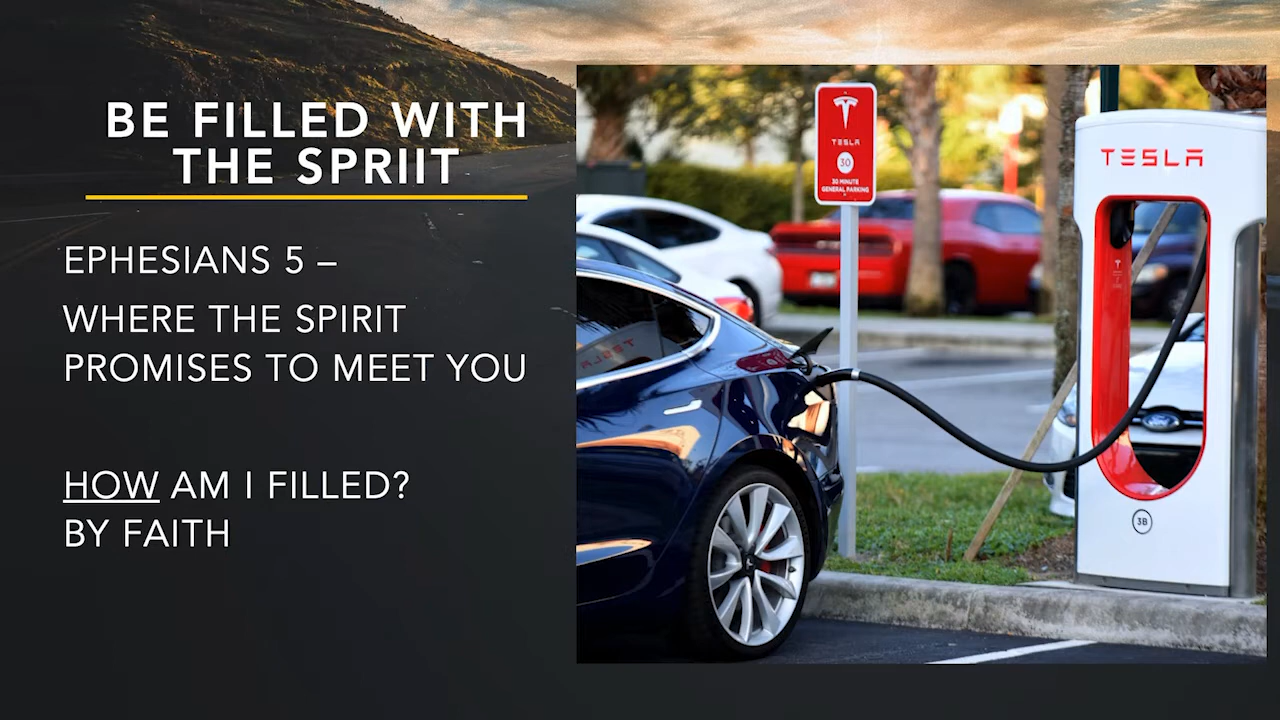 BE FILLED WITH
THE SPRIIT
EPHESIANS 5 –
WHERE THE SPIRIT
PROMISES TO MEET YOU
HOW AM I FILLED?
BY FAITH
TESLA
30
30 MINUTE
GENERAL PARKING
TESLA
3B
Ford